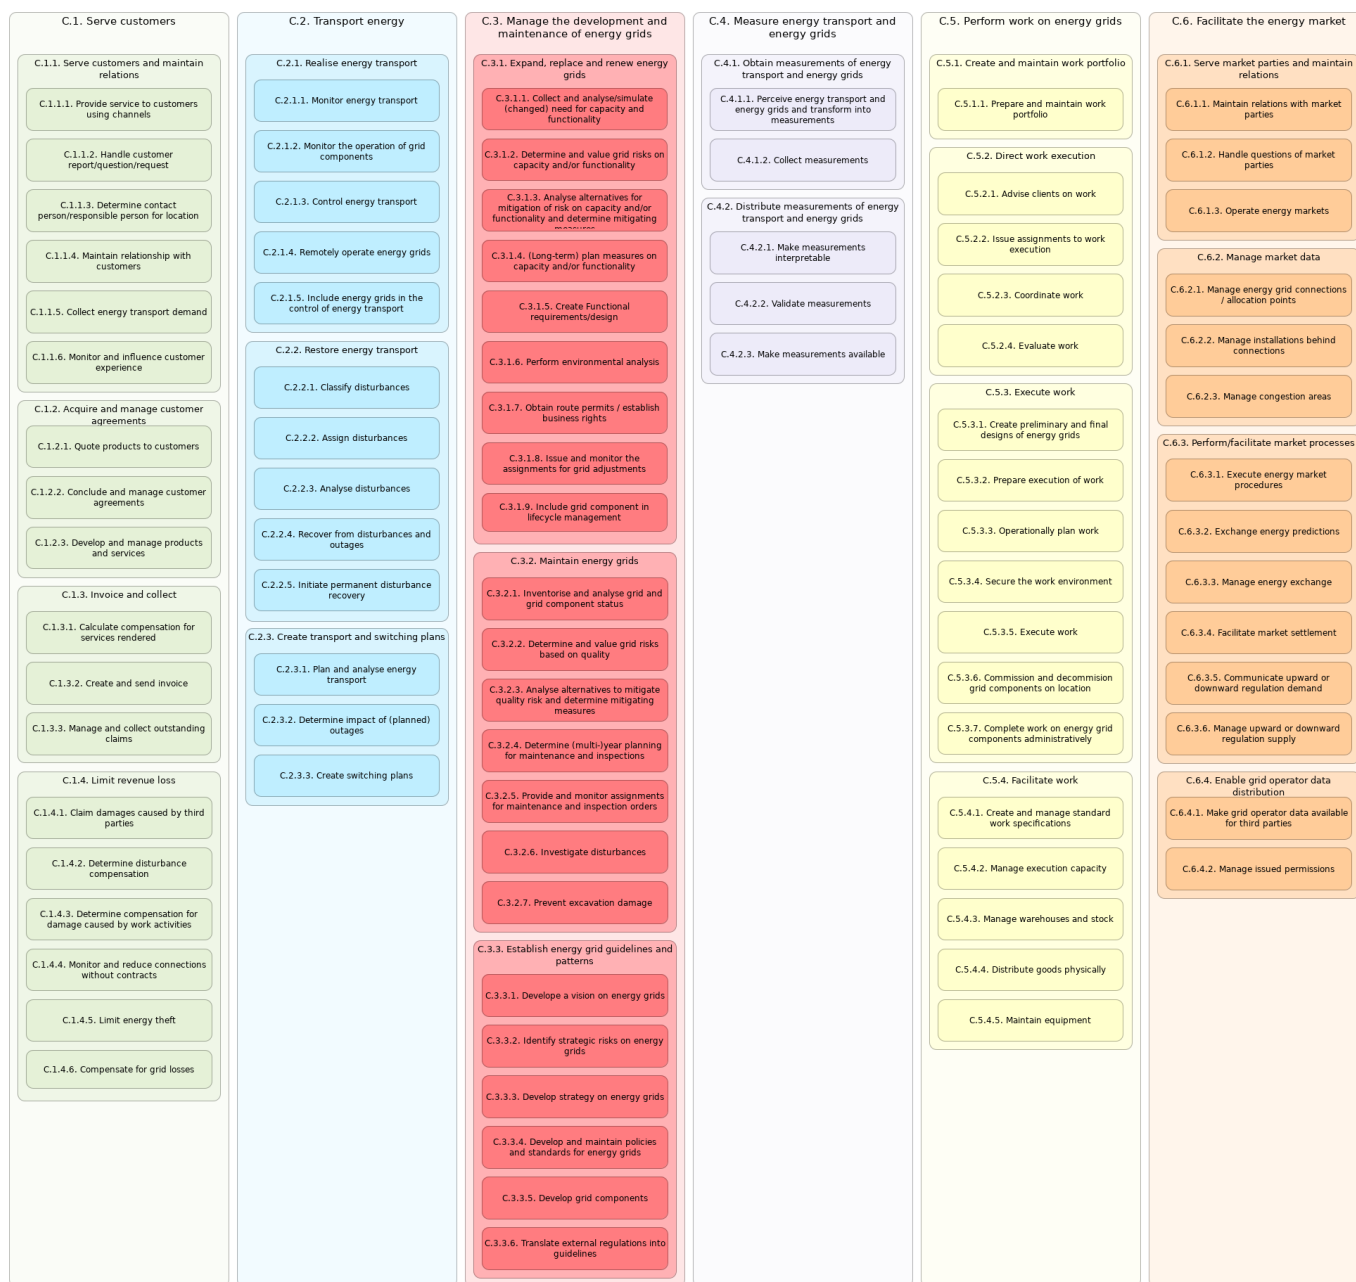 C.1. Serve customers
C.1.1. Serve customers and maintain
relations
C.1.1.1. Provide service to customers
using channels
C.1.1.2. Handle customer
report/question/request
C.1.1.3. Determine contact
person/responsible person for location
C.1.1.4. Maintain relationship with
customers
C.1.1.5. Collect energy transport demand
C.1.1.6. Monitor and influence customer
experience
C.1.2. Acquire and manage customer
agreements
C.1.2.1. Quote products to customers
C.1.2.2. Conclude and manage customer
agreements
C.1.2.3. Develop and manage products
and services
C.1.3. Invoice and collect
C.1.3.1. Calculate compensation for
services rendered
C.1.3.2. Create and send invoice
C.1.3.3. Manage and collect outstanding
claims
C.1.4. Limit revenue loss
C.1.4.1. Claim damages caused by third
parties
C.1.4.2. Determine disturbance
compensation
C.1.4.3. Determine compensation for
damage caused by work activities
C.1.4.4. Monitor and reduce connections
without contracts
C.1.4.5. Limit energy theft
C.1.4.6. Compensate for grid losses
C.2. Transport energy
C.2.1. Realise energy transport
C.2.1.1. Monitor energy transport
C.2.1.2. Monitor the operation of grid
components
C.2.1.3. Control energy transport
C.2.1.4. Remotely operate energy grids
C.2.1.5. Include energy grids in the
control of energy transport
C.2.2. Restore energy transport
C.2.2.1. Classify disturbances
C.2.2.2. Assign disturbances
C.2.2.3. Analyse disturbances
C.2.2.4. Recover from disturbances and
outages
C.2.2.5. Initiate permanent disturbance
recovery
C.2.3. Create transport and switching plans
C.2.3.1. Plan and analyse energy
transport
C.2.3.2. Determine impact of (planned)
outages
C.2.3.3. Create switching plans
C.3. Manage the development and
maintenance of energy grids
C.3.1. Expand, replace and renew energy
grids
C.3.1.1. Collect and analyse/simulate
(changed) need for capacity and
functionality
C.3.1.2. Determine and value grid risks on
capacity and/or functionality
C.3.1.3. Analyse alternatives for
mitigation of risk on capacity and/or
functionality and determine mitigating
measures
C.3.1.4. (Long-term) plan measures on
capacity and/or functionality
C.3.1.5. Create Functional
requirements/design
C.3.1.6. Perform environmental analysis
C.3.1.7. Obtain route permits / establish
business rights
C.3.1.8. Issue and monitor the
assignments for grid adjustments
C.3.1.9. Include grid component in
lifecycle management
C.3.2. Maintain energy grids
C.3.2.1. Inventorise and analyse grid and
grid component status
C.3.2.2. Determine and value grid risks
based on quality
C.3.2.3. Analyse alternatives to mitigate
quality risk and determine mitigating
measures
C.3.2.4. Determine (multi-)year planning
for maintenance and inspections
C.3.2.5. Provide and monitor assignments
for maintenance and inspection orders
C.3.2.6. Investigate disturbances
C.3.2.7. Prevent excavation damage
C.3.3. Establish energy grid guidelines and
patterns
C.3.3.1. Develope a vision on energy grids
C.3.3.2. Identify strategic risks on energy
grids
C.3.3.3. Develop strategy on energy grids
C.3.3.4. Develop and maintain policies
and standards for energy grids
C.3.3.5. Develop grid components
C.3.3.6. Translate external regulations into
guidelines
C.4. Measure energy transport and
energy grids
C.4.1. Obtain measurements of energy
transport and energy grids
C.4.1.1. Perceive energy transport and
energy grids and transform into
measurements
C.4.1.2. Collect measurements
C.4.2. Distribute measurements of energy
transport and energy grids
C.4.2.1. Make measurements
interpretable
C.4.2.2. Validate measurements
C.4.2.3. Make measurements available
C.5. Perform work on energy grids
C.5.1. Create and maintain work portfolio
C.5.1.1. Prepare and maintain work
portfolio
C.5.2. Direct work execution
C.5.2.1. Advise clients on work
C.5.2.2. Issue assignments to work
execution
C.5.2.3. Coordinate work
C.5.2.4. Evaluate work
C.5.3. Execute work
C.5.3.1. Create preliminary and final
designs of energy grids
C.5.3.2. Prepare execution of work
C.5.3.3. Operationally plan work
C.5.3.4. Secure the work environment
C.5.3.5. Execute work
C.5.3.6. Commission and decommision
grid components on location
C.5.3.7. Complete work on energy grid
components administratively
C.5.4. Facilitate work
C.5.4.1. Create and manage standard
work specifications
C.5.4.2. Manage execution capacity
C.5.4.3. Manage warehouses and stock
C.5.4.4. Distribute goods physically
C.5.4.5. Maintain equipment
C.6. Facilitate the energy market
C.6.1. Serve market parties and maintain
relations
C.6.1.1. Maintain relations with market
parties
C.6.1.2. Handle questions of market
parties
C.6.1.3. Operate energy markets
C.6.2. Manage market data
C.6.2.1. Manage energy grid connections
/ allocation points
C.6.2.2. Manage installations behind
connections
C.6.2.3. Manage congestion areas
C.6.3. Perform/facilitate market processes
C.6.3.1. Execute energy market
procedures
C.6.3.2. Exchange energy predictions
C.6.3.3. Manage energy exchange
C.6.3.4. Facilitate market settlement
C.6.3.5. Communicate upward or
downward regulation demand
C.6.3.6. Manage upward or downward
regulation supply
C.6.4. Enable grid operator data
distribution
C.6.4.1. Make grid operator data available
for third parties
C.6.4.2. Manage issued permissions